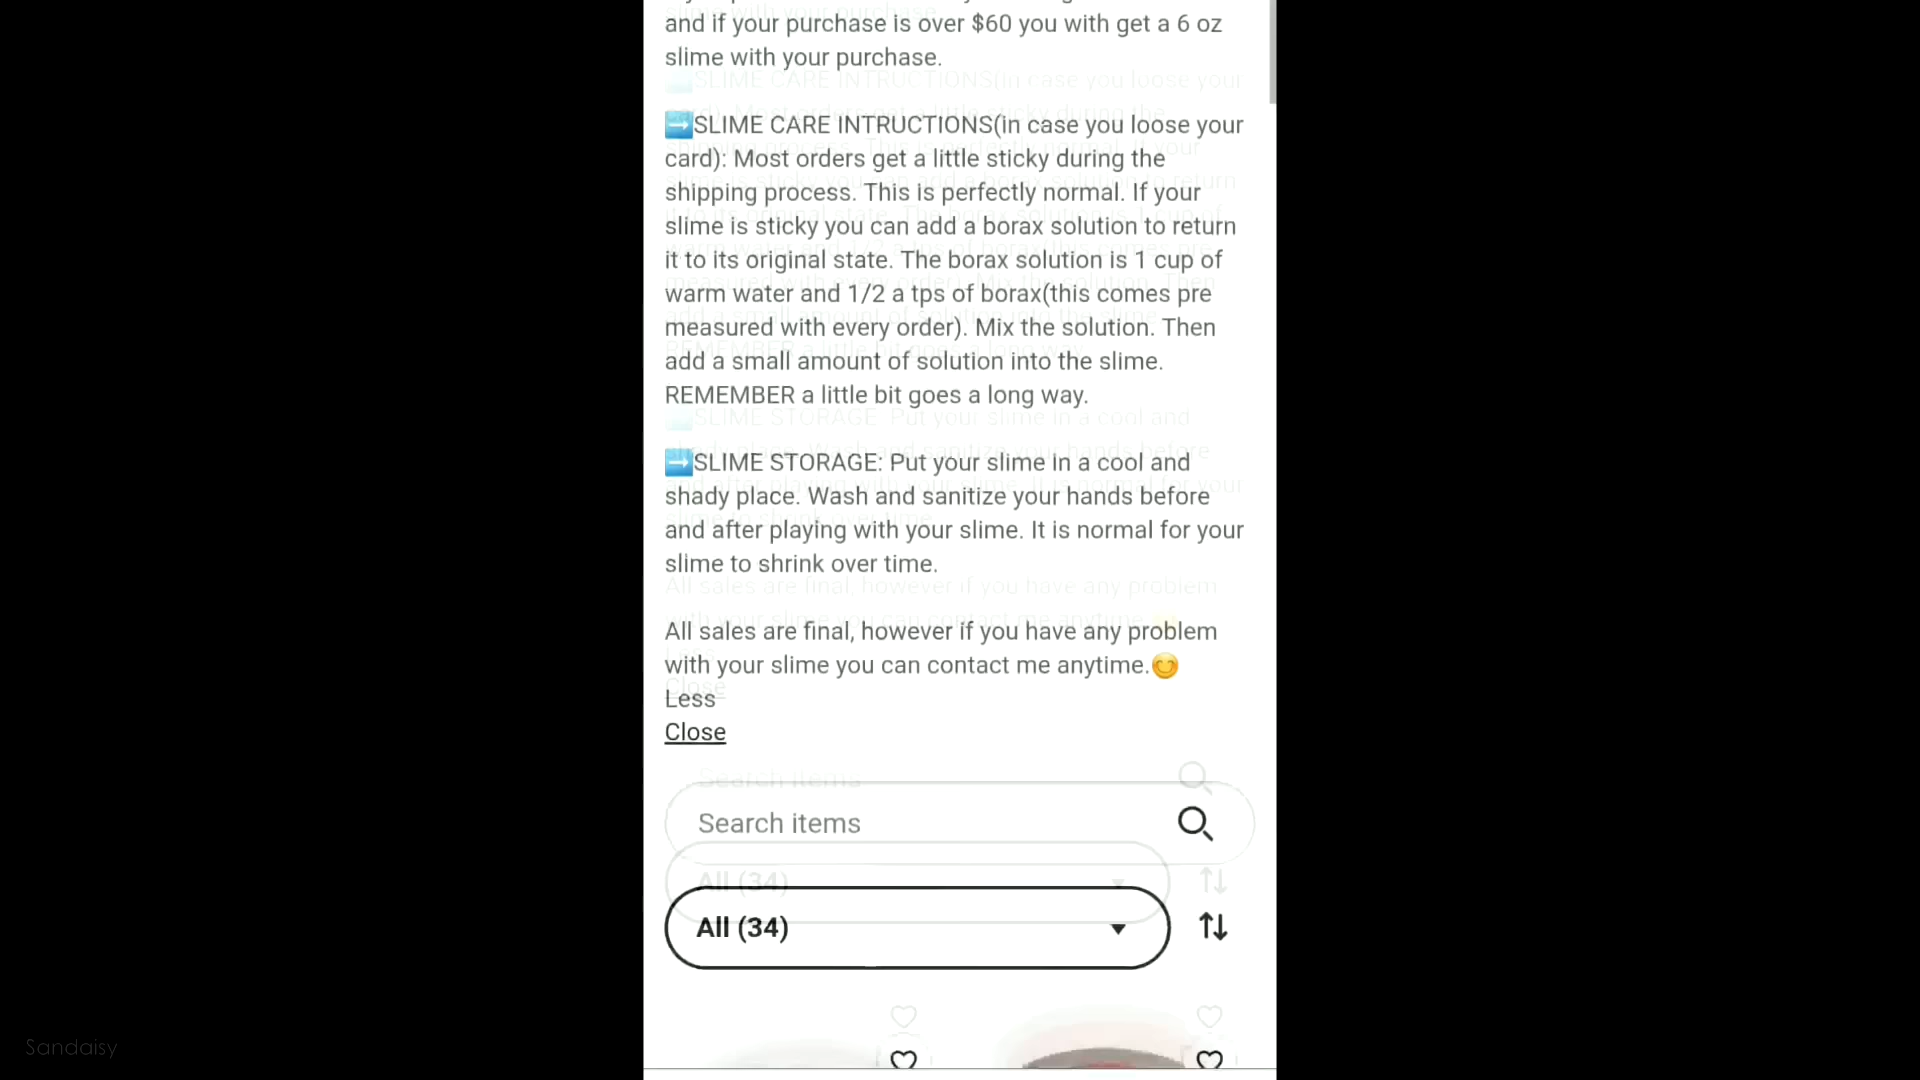 and if your purchase is over $60 you with get a 6 oz
slime with your purchase.
➡️SLIME CARE INTRUCTIONS(in case you loose your
card): Most orders get a little sticky during the
shipping process. This is perfectly normal. If your
slime is sticky you can add a borax solution to return
it to its original state. The borax solution is 1 cup of
warm water and 1/2 a tps of borax(this comes pre
measured with every order). Mix the solution. Then
add a small amount of solution into the slime.
REMEMBER a little bit goes a long way.
➡️SLIME STORAGE: Put your slime in a cool and
shady place. Wash and sanitize your hands before
and after playing with your slime. It is normal for your
slime to shrink over time.
All sales are final, however if you have any problem
with your slime you can contact me anytime.😊
Less
Close
Search items
All (34)
Sandaisy